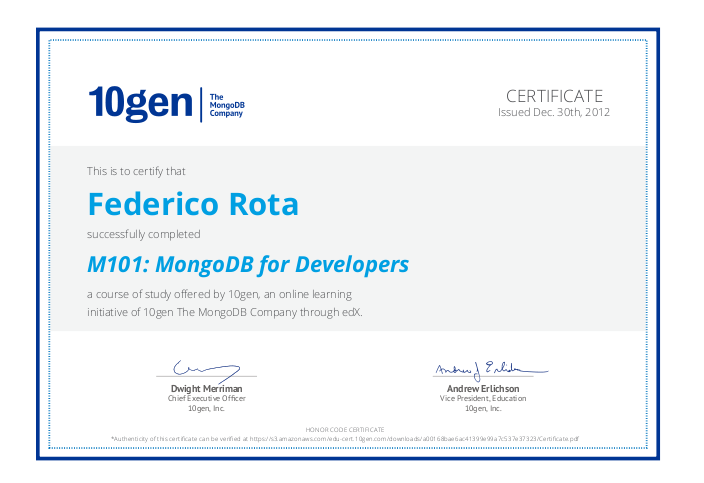 10gen | The MongoDB Company
CERTIFICATE
Issued Dec. 30th, 2012
This is to certify that
Federico Rota
successfully completed
M101: MongoDB for Developers
a course of study offered by 10gen, an online learning
initiative of 10gen The MongoDB Company through edX.
Dwight Merriman
Chief Executive Officer
10gen, Inc.
Andrew J Erlichson
Andrew Erlichson
Vice President, Education
10gen, Inc.
HONOR CODE CERTIFICATE
*Authenticity of this certificate can be verified at https://s3.amazonaws.com/edu-cert.10gen.com/downloads/a00168bae6ac41399e99a7c537e37323/Certificate.pdf